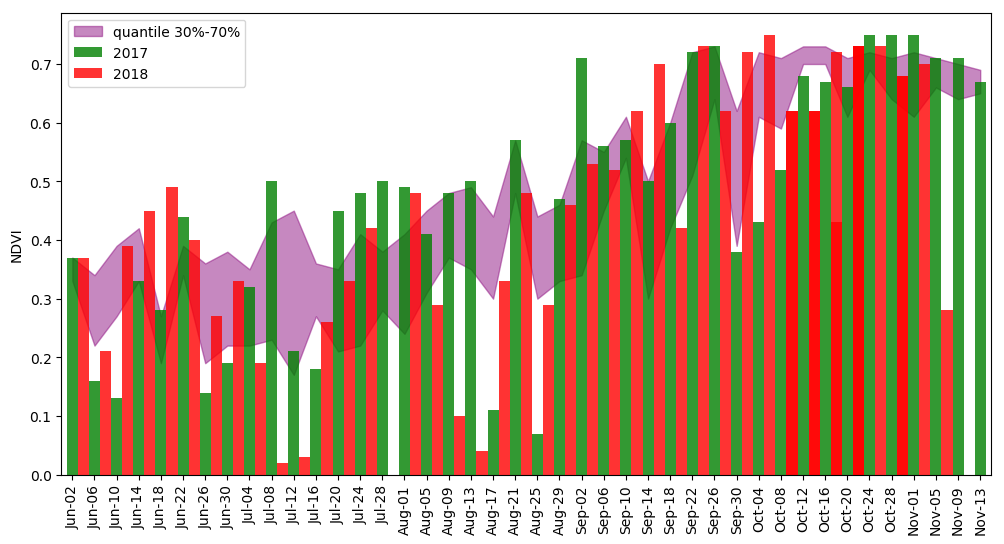 quantile 30%-70%
2017
2018
NDVI
0.7
0.6
0.5
0.4
0.3
0.2
0.1
0.0
Jun-02
Jun-06
Jun-10
Jun-14
Jun-18
Jun-22
Jun-26
Jun-30
Jul-04
Jul-08
Jul-12
Jul-16
Jul-20
Jul-24
Jul-28
Aug-01
Aug-05
Aug-09
Aug-13
Aug-17
Aug-21
Aug-25
Aug-29
Sep-02
Sep-06
Sep-10
Sep-14
Sep-18
Sep-22
Sep-26
Sep-30
Oct-04
Oct-08
Oct-12
Oct-16
Oct-20
Oct-24
Oct-28
Nov-01
Nov-05
Nov-09
Nov-13